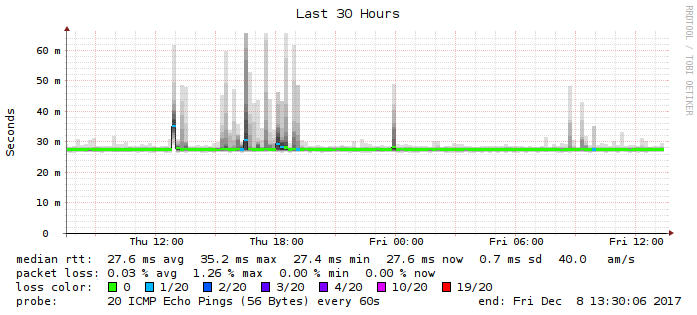 Last 30 Hours
RRDTOOL / TOBI OETIKER
Seconds
60 m
50 m
40 m
30 m
20 m
10 m
0
Thu 12:00 Thu 18:00 Fri 00:00 Fri 06:00 Fri 12:00
median rtt: 27.6 ms avg 35.2 ms max 27.4 ms min 27.6 ms now 0.7 ms sd 40.0 am/s
packet loss: 0.03 % avg 1.26 % max 0.00 % min 0.00 % now
loss color: 0 1/20 2/20 3/20 4/20 10/20 19/20
probe: 20 ICMP Echo Pings (56 Bytes) every 60s end: Fri Dec 8 13:30:06 2017